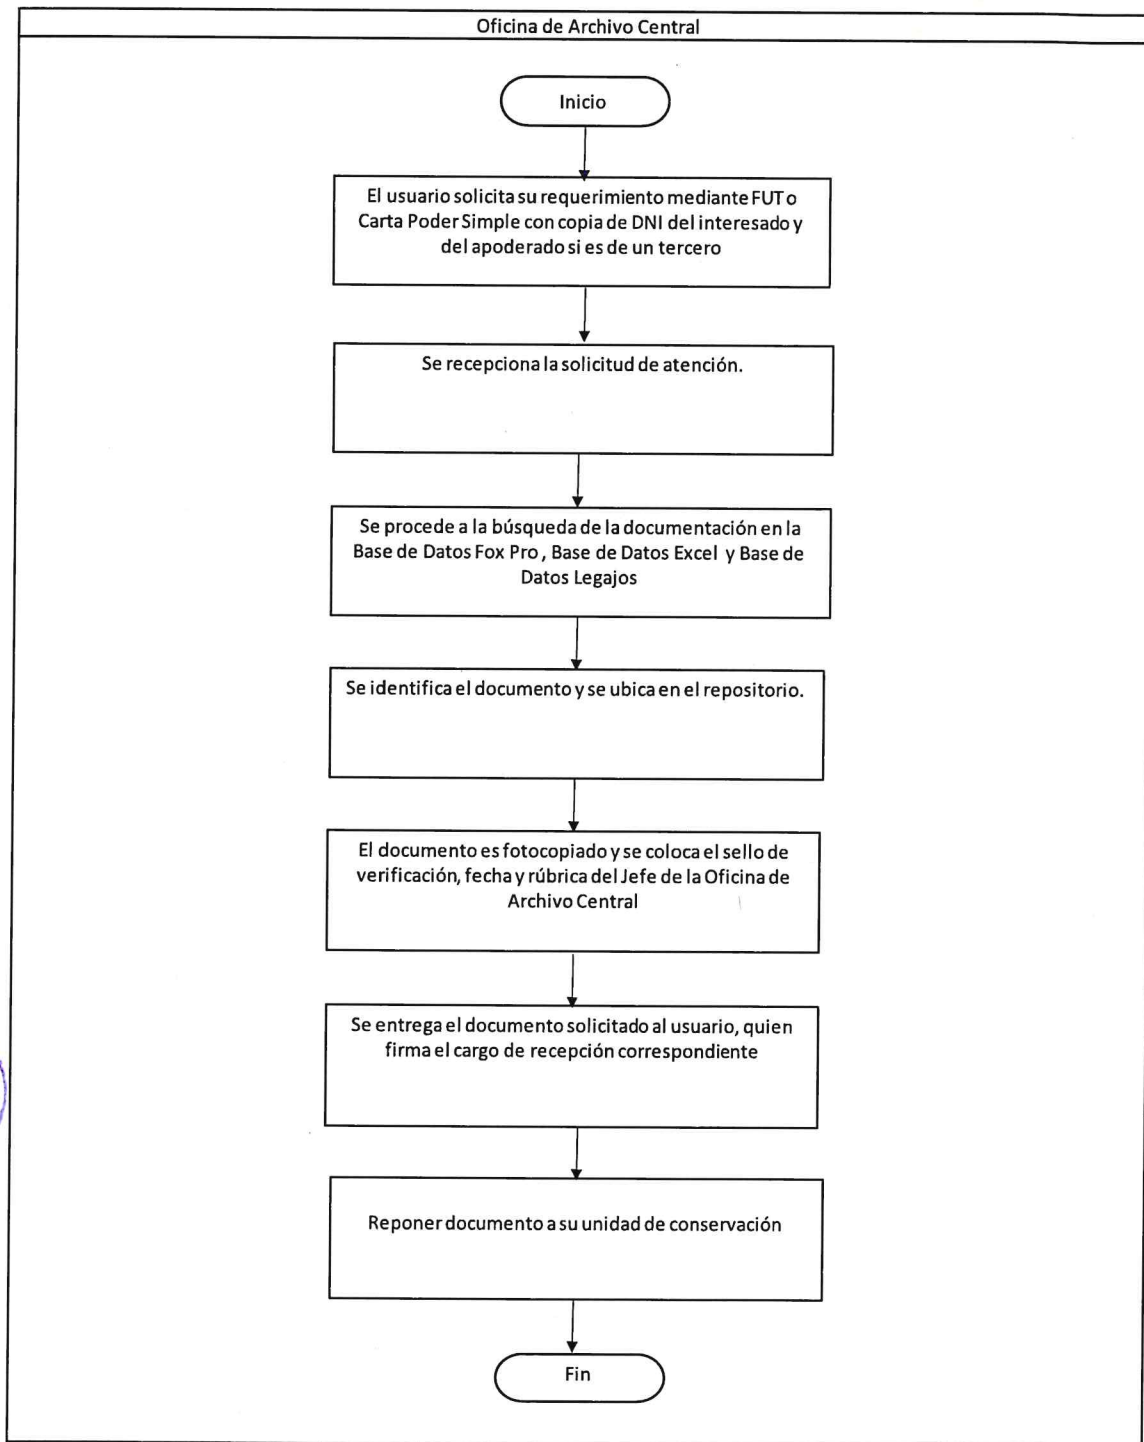 Oficina de Archivo Central
Inicio
El usuario solicita su requerimiento mediante FUT o
Carta Poder Simple con copia de DNI del interesado y
del apoderado si es de un tercero
Se recepciona la solicitud de atención.
Se procede a la búsqueda de la documentación en la
Base de Datos Fox Pro , Base de Datos Excel y Base de
Datos Legajos
Se identifica el documento y se ubica en el repositorio.
El documento es fotocopiado y se coloca el sello de
verificación, fecha y rúbrica del Jefe de la Oficina de
Archivo Central
Se entrega el documento solicitado al usuario, quien
firma el cargo de recepción correspondiente
Reponer documento a su unidad de conservación
Fin